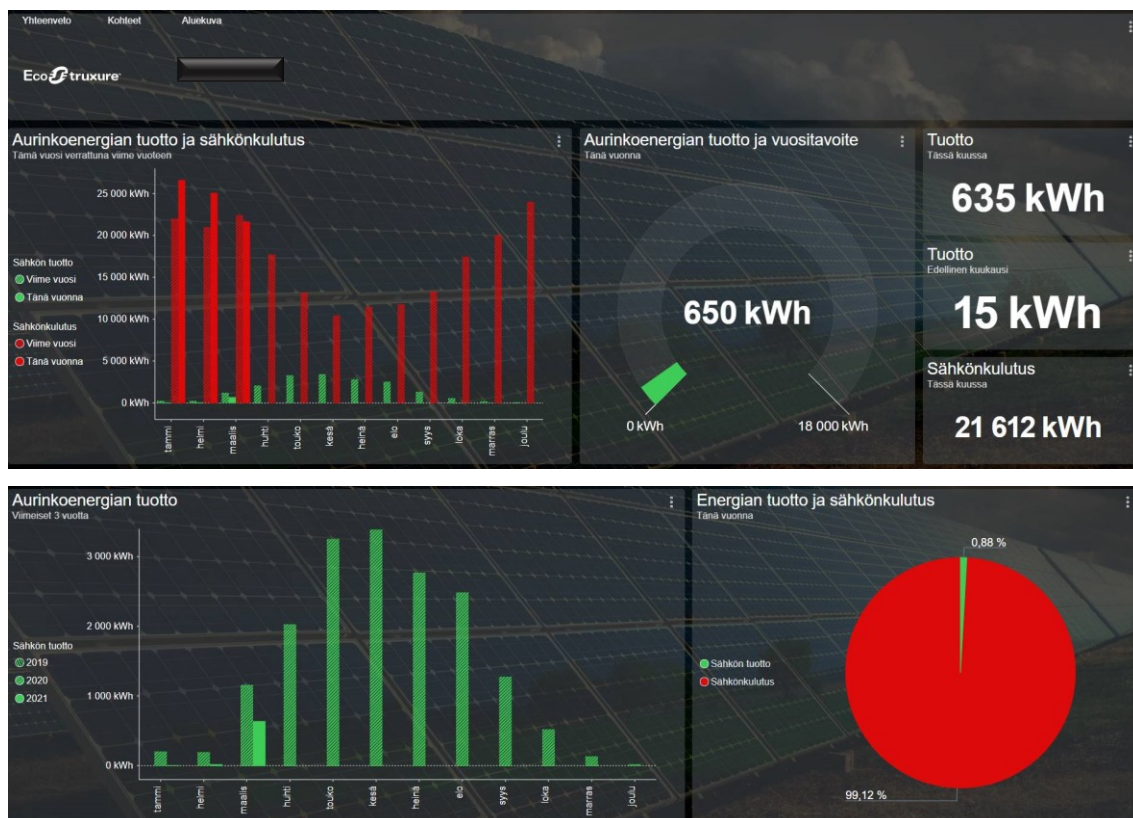 Yhteenveto Kohteet Aluekuva
EcoStruxure
Aurinkoenergian tuotto ja sähkönkulutus
Tämä vuosi verrattuna viime vuoteen
25 000 kWh
20 000 kWh
15 000 kWh
10 000 kWh
5 000 kWh
0 kWh
Sähkön tuotto
Viime vuosi
Tänä vuonna
Sähkönkulutus
Viime vuosi
Tänä vuonna
tammi helmi maalis huhti touko kesä heinä elo syys loka marras joulu
Aurinkoenergian tuotto ja vuositavoite
Tänä vuonna
650 kWh
0 kWh 18 000 kWh
Tuotto
Tässä kuussa
635 kWh
Tuotto
Edellinen kuukausi
15 kWh
Sähkönkulutus
Tässä kuussa
21 612 kWh
Aurinkoenergian tuotto
Viimeiset 3 vuotta
3 000 kWh
2 000 kWh
1 000 kWh
0 kWh
Sähkön tuotto
2019
2020
2021
tammi helmi maalis huhti touko kesä heinä elo syys loka marras joulu
Energian tuotto ja sähkönkulutus
Tänä vuonna
0,88 %
Sähkön tuotto
Sähkönkulutus
99,12 %